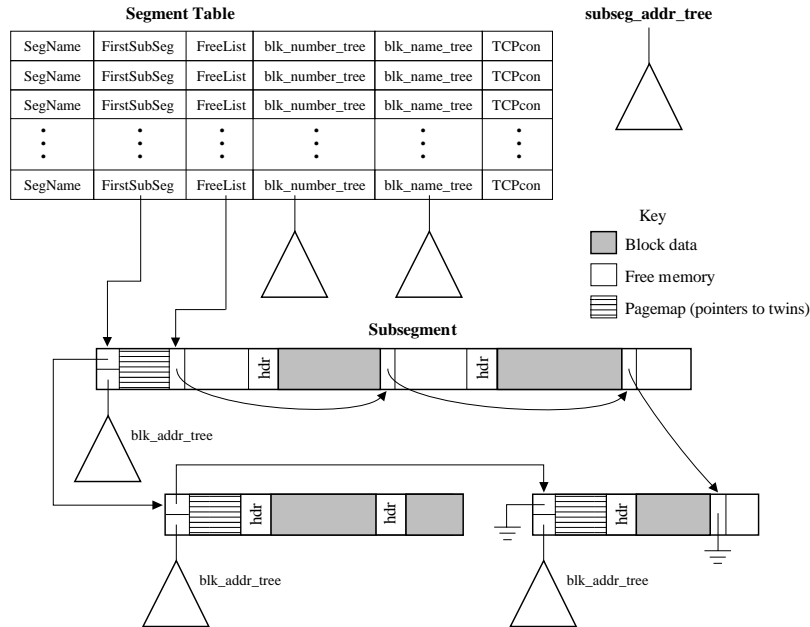 Segment Table
subseg_addr_tree
SegName FirstSubSeg FreeList blk_number_tree blk_name_tree TCPcon
SegName FirstSubSeg FreeList blk_number_tree blk_name_tree TCPcon
SegName FirstSubSeg FreeList blk_number_tree blk_name_tree TCPcon
SegName FirstSubSeg FreeList blk_number_tree blk_name_tree TCPcon
Key
Block data
Free memory
Pagemap (pointers to twins)
Subsegment
hdr
hdr
blk_addr_tree
hdr
hdr
hdr
blk_addr_tree
blk_addr_tree